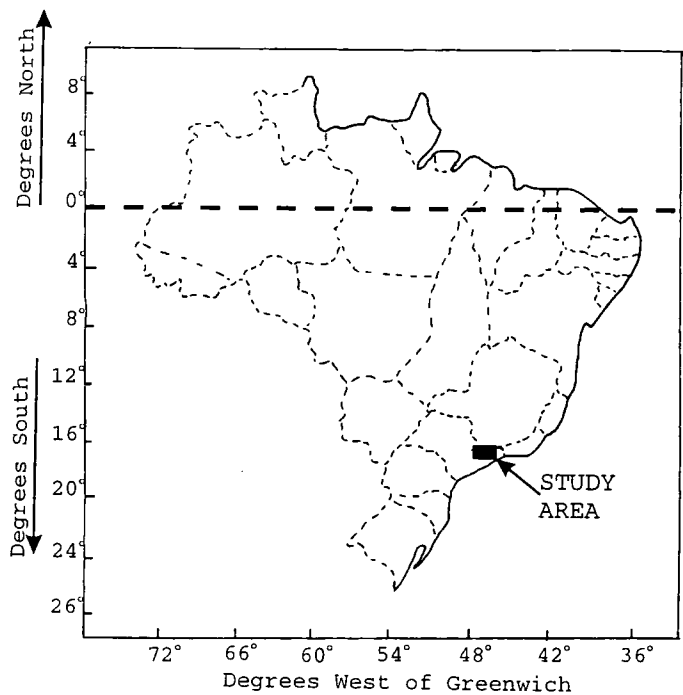 Degrees North
8°
4°
0°
4°
8°
12°
16°
20°
24°
26°
Degrees South
STUDY
AREA
72° 66° 60° 54° 48° 42° 36°
Degrees West of Greenwich